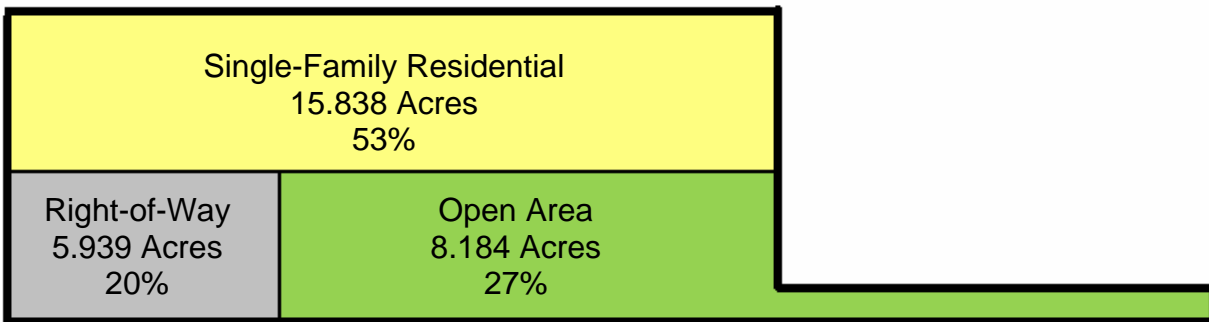 Single-Family Residential
15.838 Acres
53%
Right-of-Way
5.939 Acres
20%
Open Area
8.184 Acres
27%